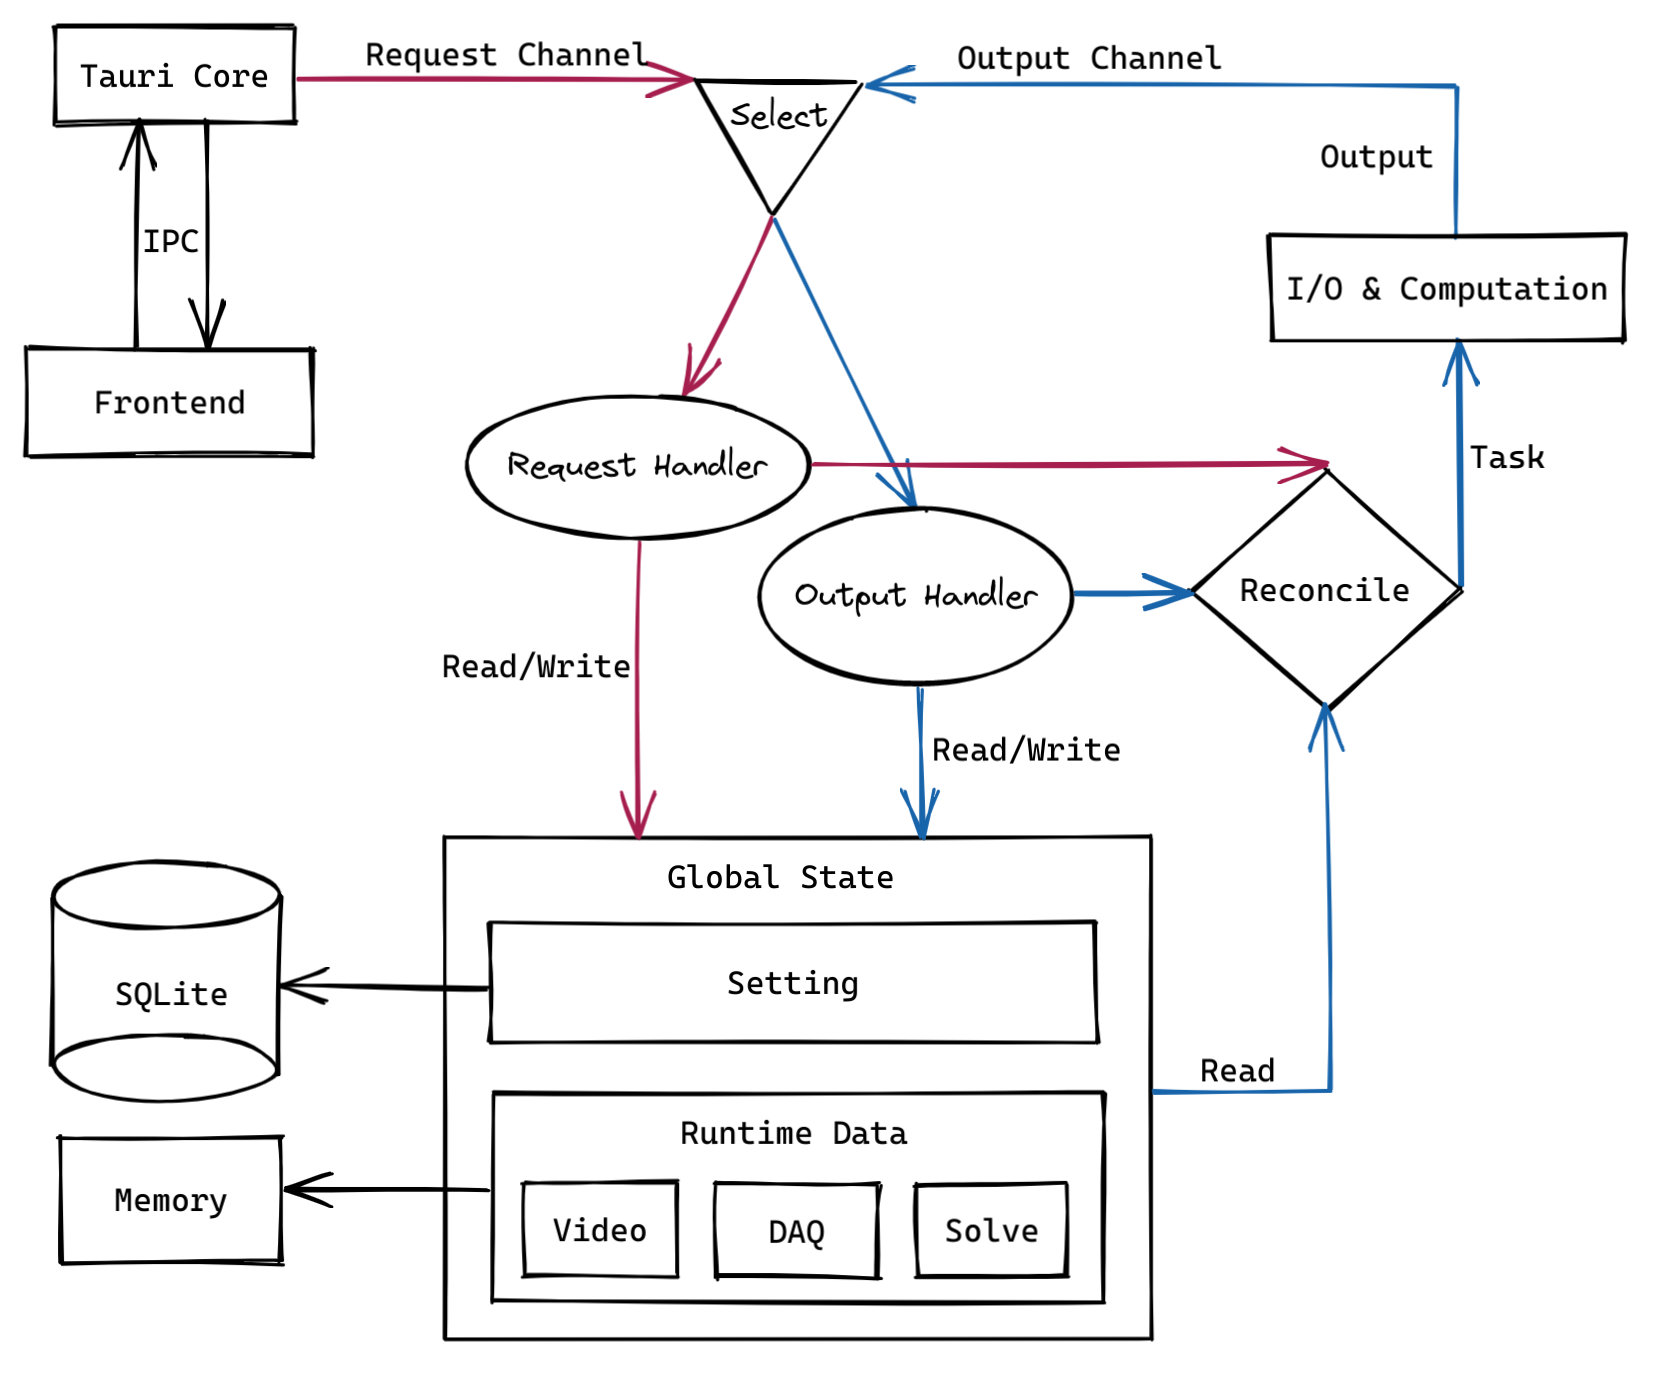 Request Channel
Output Channel
Tauri Core
Select
Output
IPC
I/O & Computation
Frontend
Request Handler
Task
Output Handler
Reconcile
Read/Write
Read/Write
Global State
Setting
SQLite
Read
Runtime Data
Memory
Video
DAQ
Solve